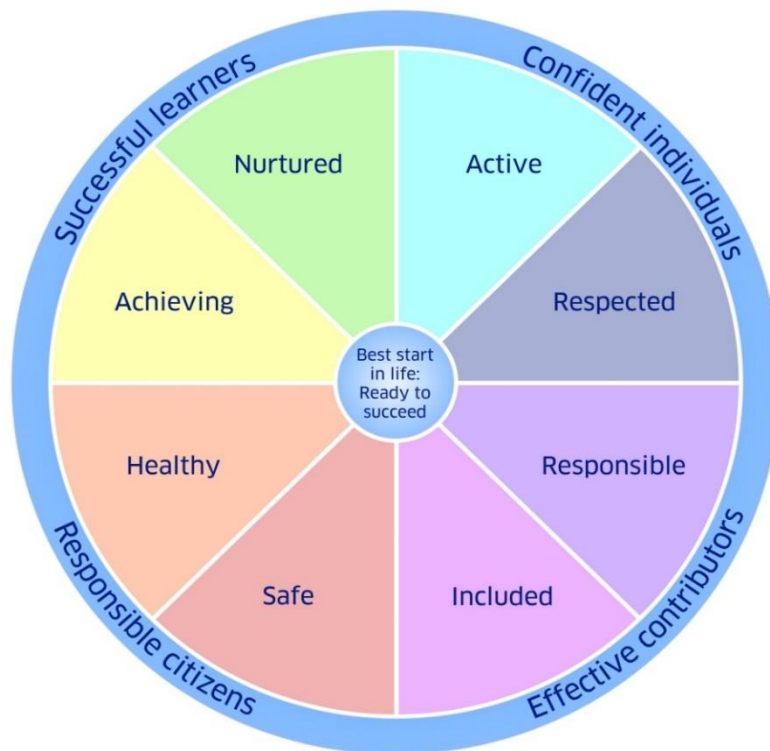 Successful learners
Confident individuals
Nurtured
Active
Achieving
Respected
Best start
in life:
Ready to
succeed
Healthy
Responsible
Safe
Included
Responsible citizens
Effective contributors